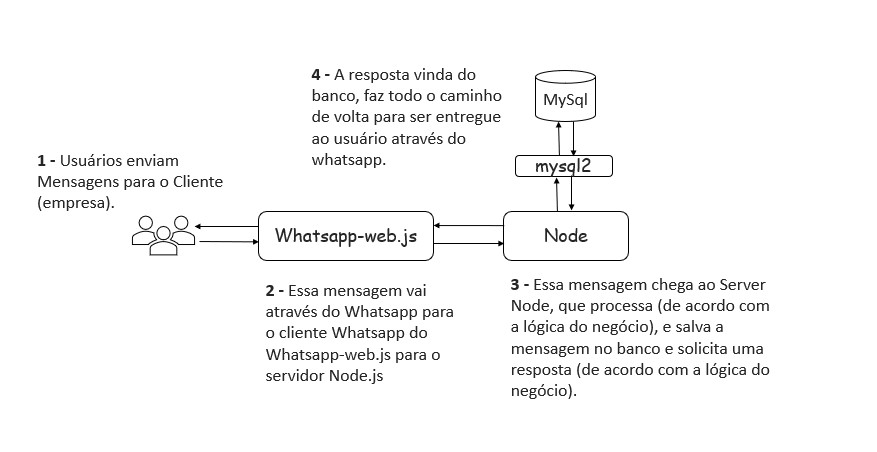 1 - Usuários enviam
Mensagens para o Cliente
(empresa).
Whatsapp-web.js
2 - Essa mensagem vai
através do Whatsapp para
o cliente Whatsapp do
Whatsapp-web.js para o
servidor Node.js
Node
3 - Essa mensagem chega ao Server
Node, que processa (de acordo com
a lógica do negócio), e salva a
mensagem no banco e solicita uma
resposta (de acordo com a lógica do
negócio).
mysql2
MySql
4 - A resposta vinda do
banco, faz todo o caminho
de volta para ser entregue
ao usuário através do
whatsapp.